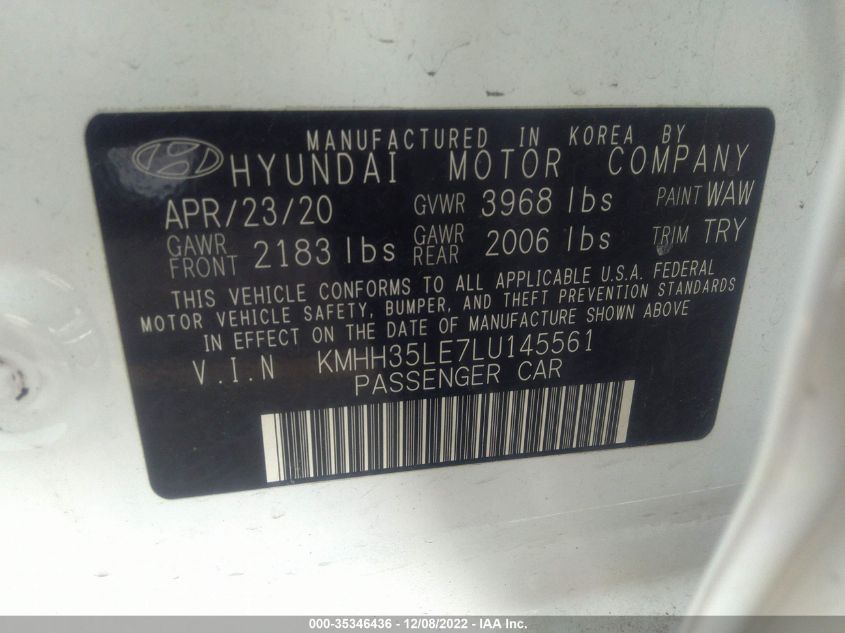 MANUFACTURED IN KOREA BY
HYUNDAI MOTOR COMPANY
APR/23/20 GVWR 3968 lbs PAINT WAW
GAWR FRONT 2183 lbs GAWR REAR 2006 lbs TRIM TRY
THIS VEHICLE CONFORMS TO ALL APPLICABLE U.S.A. FEDERAL
MOTOR VEHICLE SAFETY, BUMPER, AND THEFT PREVENTION STANDARDS
IN EFFECT ON THE DATE OF MANUFACTURE SHOWN ABOVE
V.I.N KMHH35LE7LU145561
PASSENGER CAR
000-35346436 - 12/08/2022 - IAA Inc.